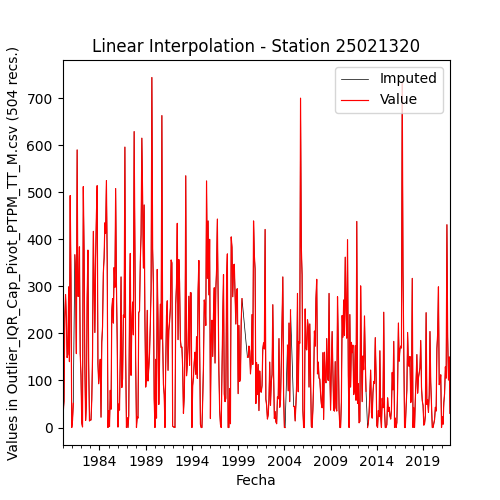 Linear Interpolation - Station 25021320
Imputed
Value
Values in Outlier_IQR_Cap_Pivot_PTPM_TT_M.csv (504 recs.)
700
600
500
400
300
200
100
0
1984 1989 1994 1999 2004 2009 2014 2019
Fecha